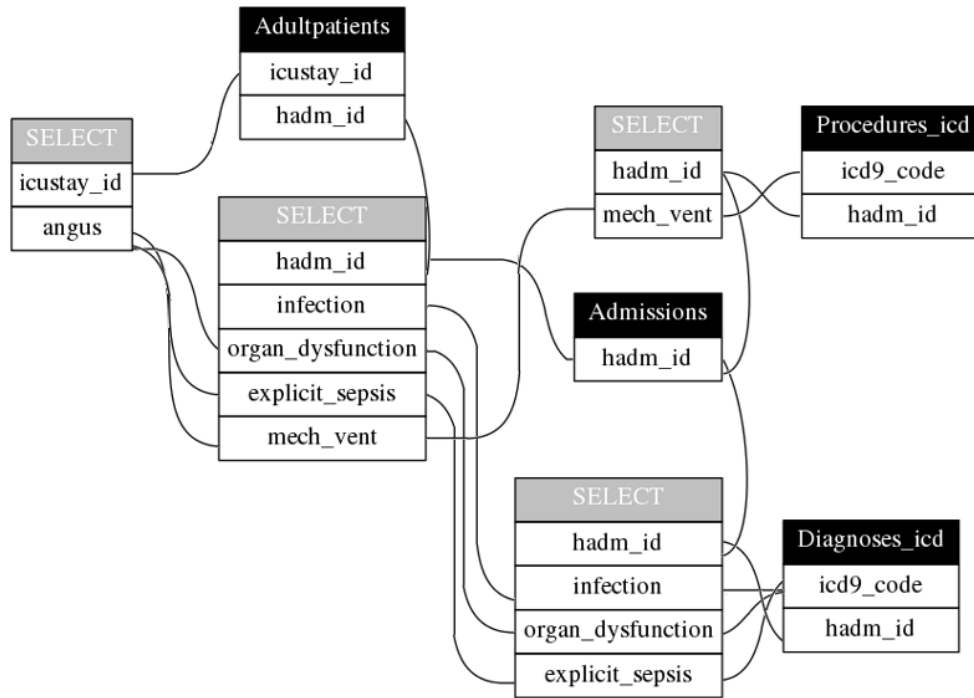 Adultpatients
icustay_id
hadm_id
SELECT
icustay_id
angus
SELECT
hadm_id
infection
organ_dysfunction
explicit_sepsis
mech_vent
SELECT
hadm_id
mech_vent
Procedures_icd
icd9_code
hadm_id
Admissions
hadm_id
SELECT
hadm_id
infection
organ_dysfunction
explicit_sepsis
Diagnoses_icd
icd9_code
hadm_id